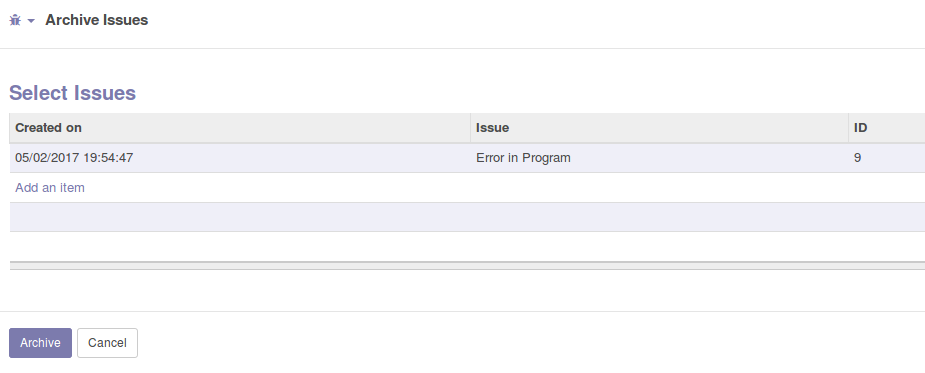 Archive Issues
Select Issues
Created on Issue ID
05/02/2017 19:54:47 Error in Program 9
Add an item
Archive Cancel